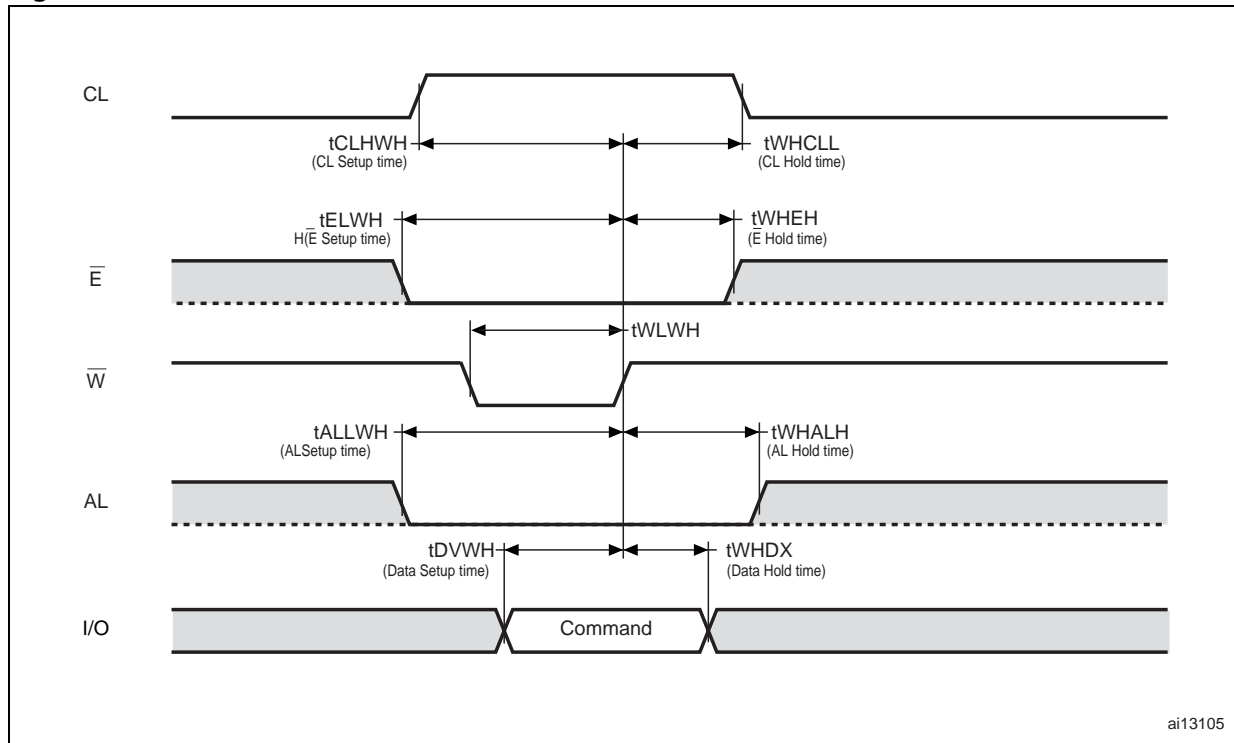 CL
tCLHWH
(CL Setup time)
tWHCLL
(CL Hold time)
tELWH
H(E̅ Setup time)
tWHEH
(E̅ Hold time)
E̅
tWLWH
W̅
tALLWH
(ALSetup time)
tWHALH
(AL Hold time)
AL
tDVWH
(Data Setup time)
tWHDX
(Data Hold time)
I/O
Command
ai13105